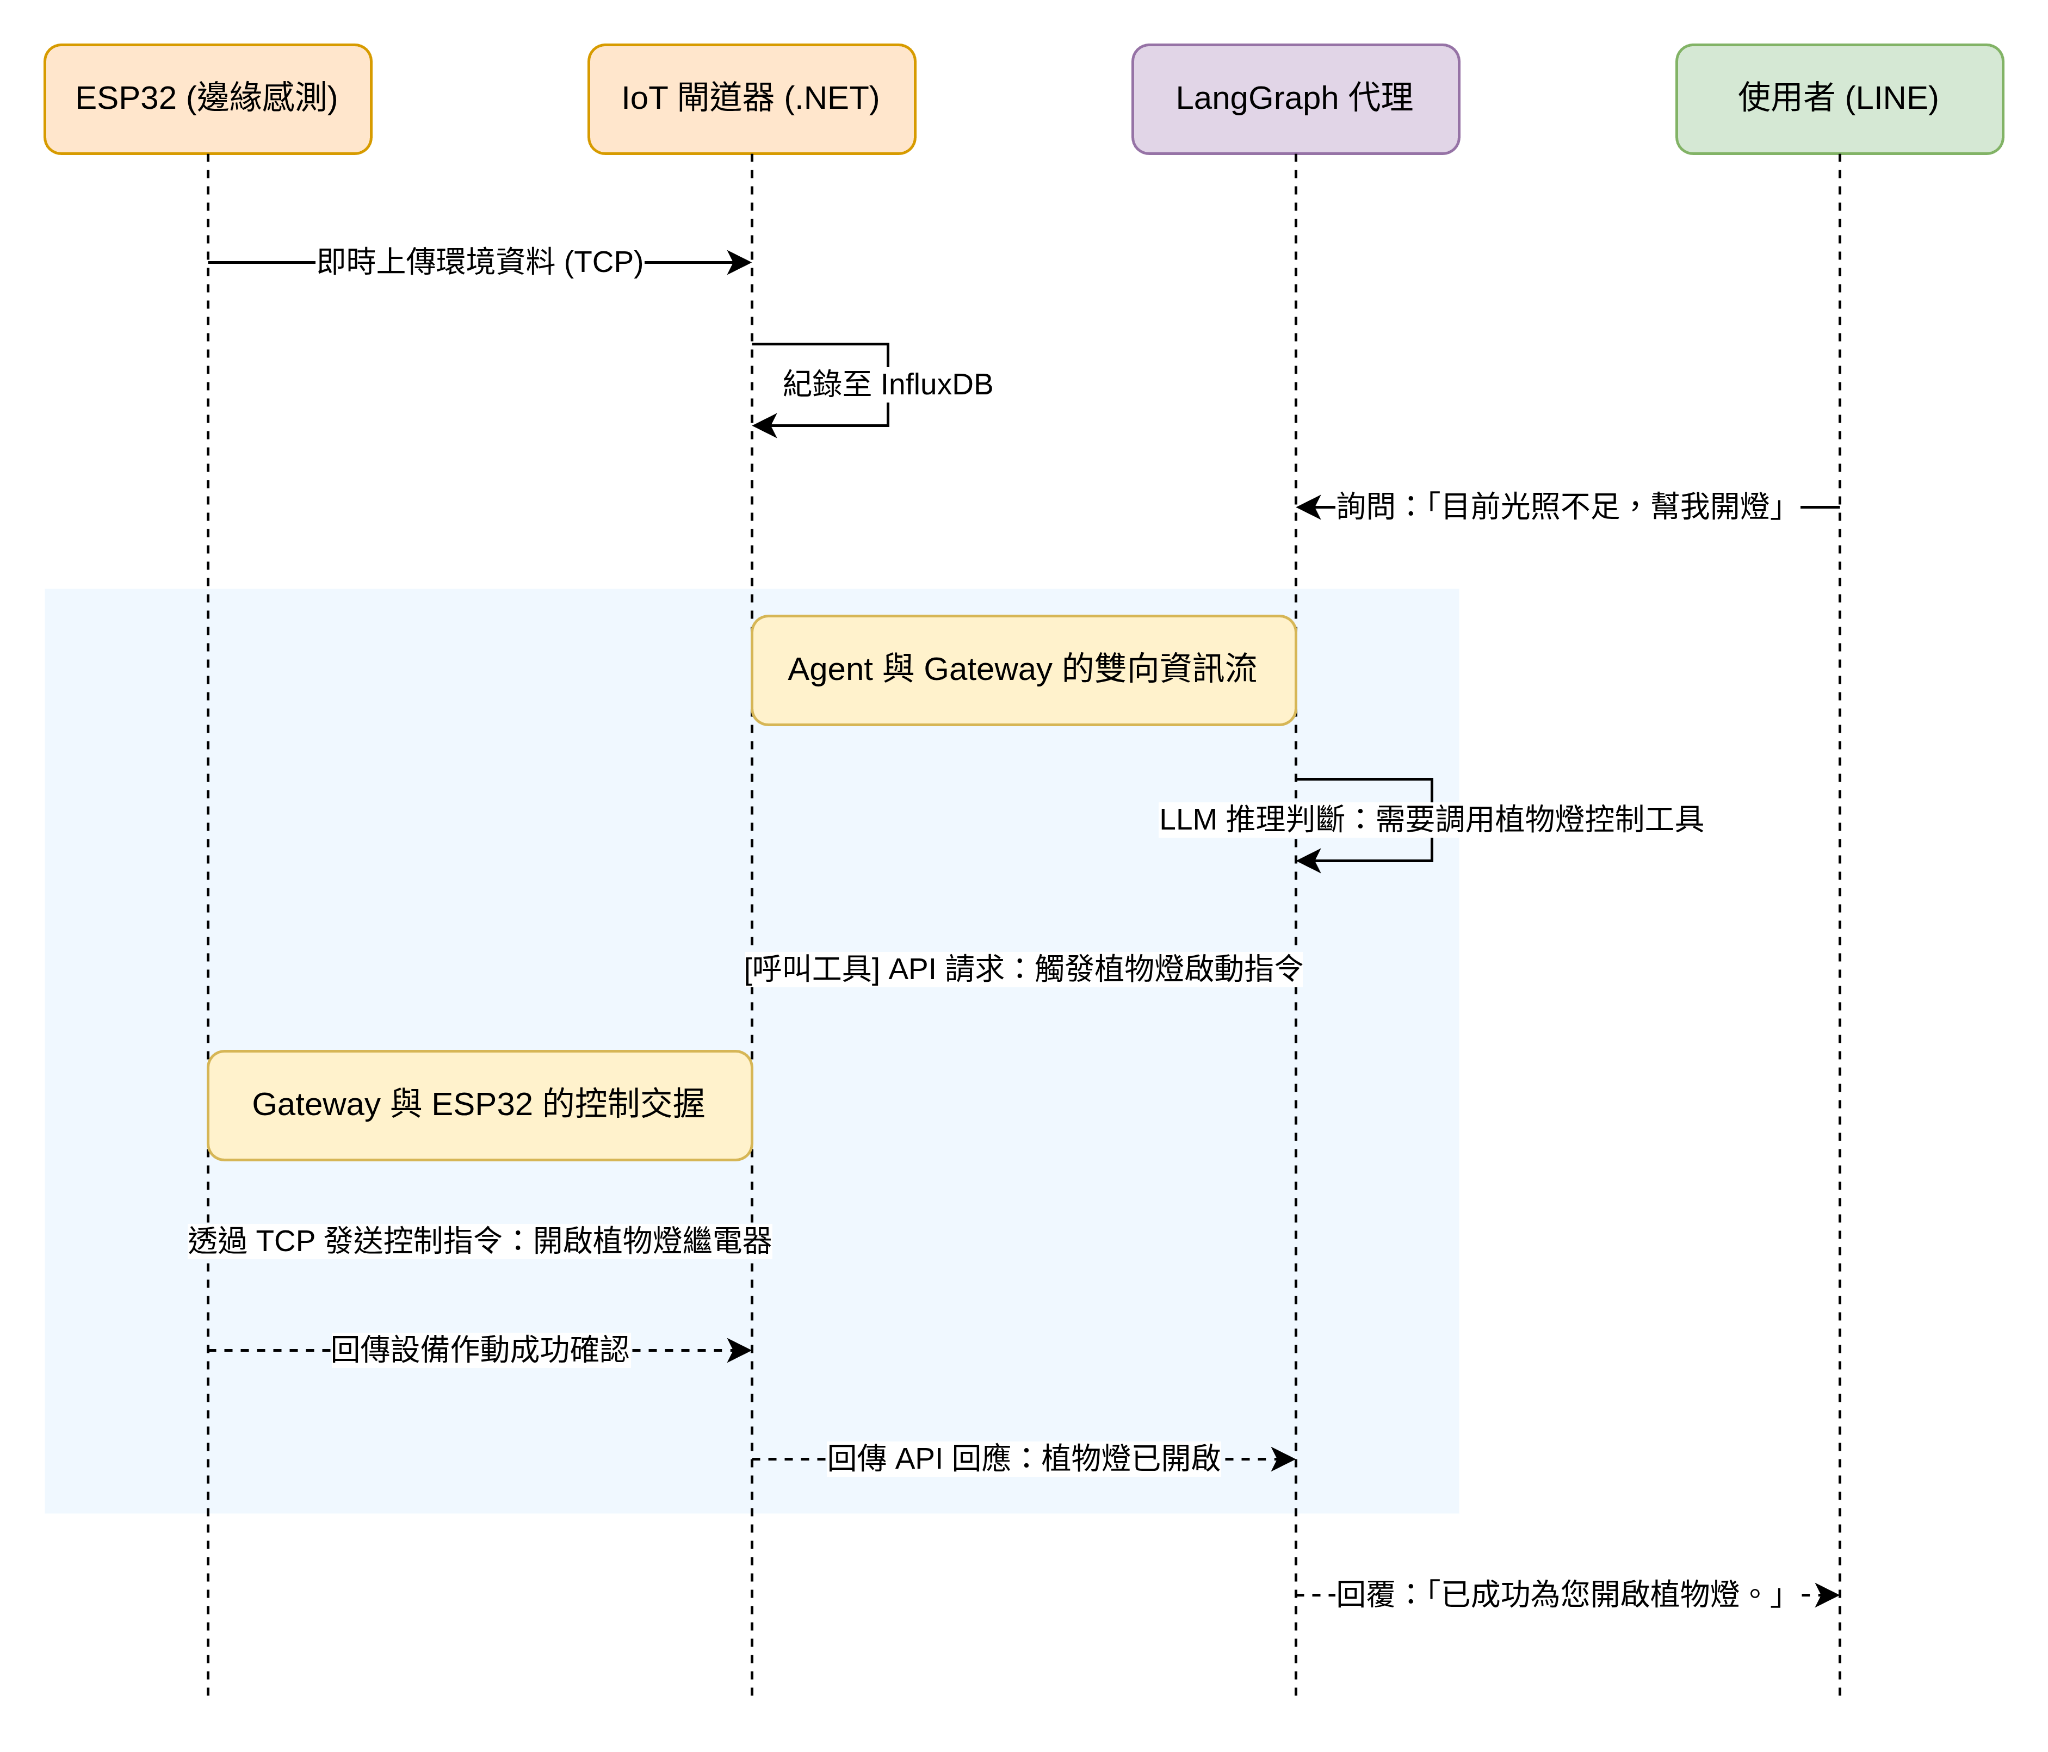 ESP32 (邊緣感測)
IoT 閘道器 (.NET)
LangGraph 代理
使用者 (LINE)
即時上傳環境資料 (TCP)
紀錄至 InfluxDB
詢問：「目前光照不足，幫我開燈」
Agent 與 Gateway 的雙向資訊流
LLM 推理判斷：需要調用植物燈控制工具
[呼叫工具] API 請求：觸發植物燈啟動指令
Gateway 與 ESP32 的控制交握
透過 TCP 發送控制指令：開啟植物燈繼電器
回傳設備作動成功確認
回傳 API 回應：植物燈已開啟
回覆：「已成功為您開啟植物燈。」